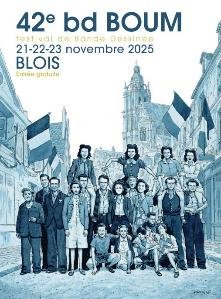 42e bd BOUM
festival de Bande Dessinée
21-22-23 novembre 2025
BLOIS
Entrée gratuite